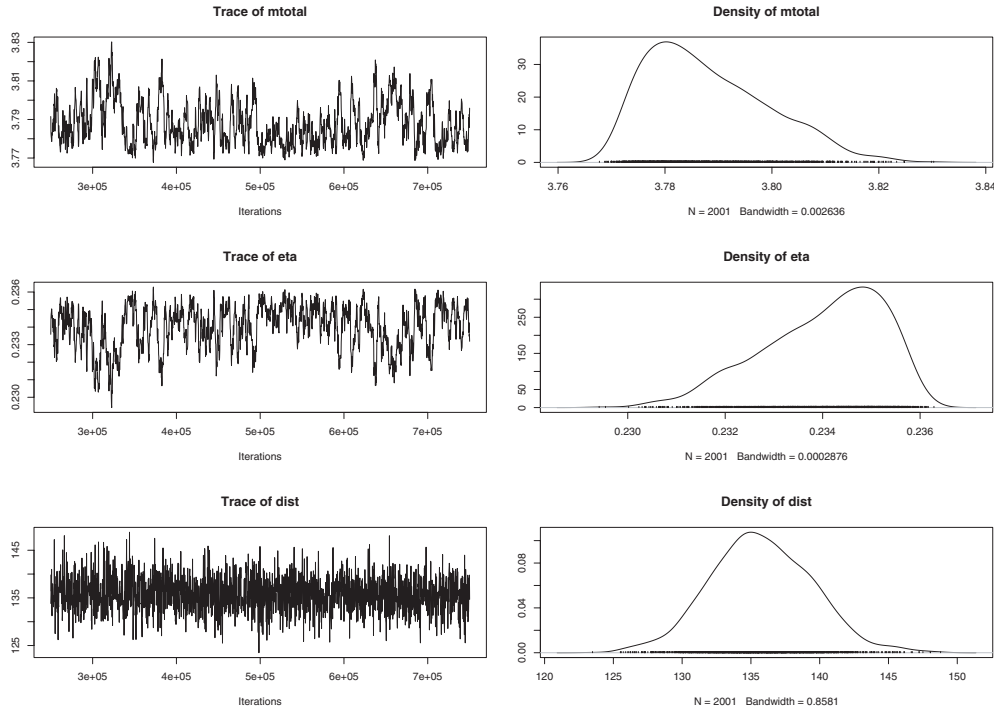 Trace of mtotal
3.77 3.79 3.81 3.83
3e+05 4e+05 5e+05 6e+05 7e+05
Iterations
Density of mtotal
0 10 20 30
3.76 3.78 3.80 3.82 3.84
N = 2001 Bandwidth = 0.002636
Trace of eta
0.230 0.233 0.236
3e+05 4e+05 5e+05 6e+05 7e+05
Iterations
Density of eta
0 50 150 250
0.230 0.232 0.234 0.236
N = 2001 Bandwidth = 0.0002876
Trace of dist
125 135 145
3e+05 4e+05 5e+05 6e+05 7e+05
Iterations
Density of dist
0.00 0.04 0.08
120 125 130 135 140 145 150
N = 2001 Bandwidth = 0.8581